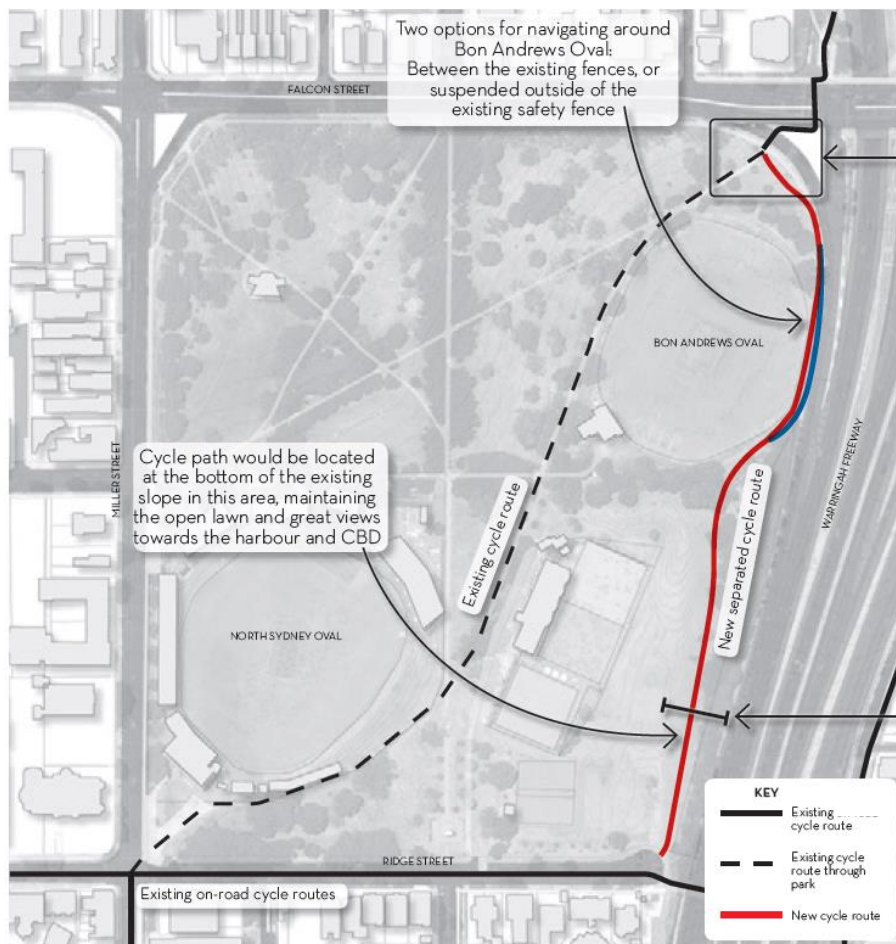 Two options for navigating around
Bon Andrews Oval:
Between the existing fences, or
suspended outside of the
existing safety fence
FALCON STREET
BON ANDREWS OVAL
MILLER STREET
WARRINGAH FREEWAY
Cycle path would be located
at the bottom of the existing
slope in this area, maintaining
the open lawn and great views
towards the harbour and CBD
Existing cycle route
New separated cycle route
NORTH SYDNEY OVAL
RIDGE STREET
Existing on-road cycle routes
KEY
Existing
cycle route
Existing cycle
route through
park
New cycle route